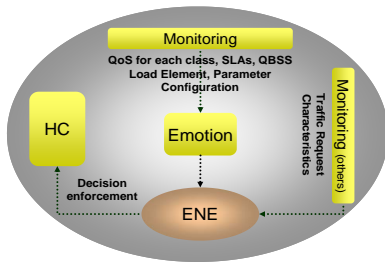 Monitoring
QoS for each class, SLAs, QBSS
Load Element, Parameter
Configuration
HC
Emotion
Monitoring (others)
Traffic Request
Characteristics
Decision
enforcement
ENE